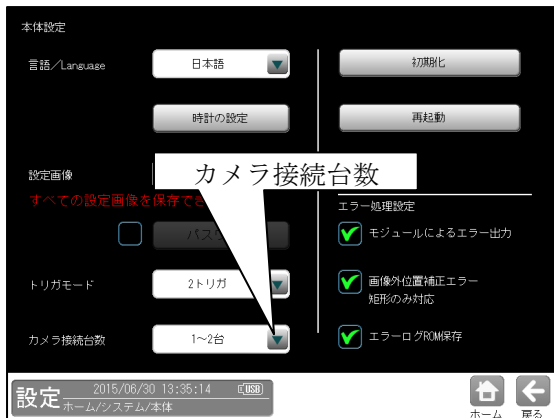 本体設定
言語／Language
日本語
初期化
時計の設定
再起動
設定画像
カメラ接続台数
すべての設定画像を保存でき
エラー処理設定
パスワ
モジュールによるエラー出力
トリガモード
2トリガ
画像外位置補正エラー
矩形のみ対応
カメラ接続台数
1～2台
エラーログROM保存
設定
2015/06/30 13:35:14
USB
ホーム/システム/本体
ホーム
戻る